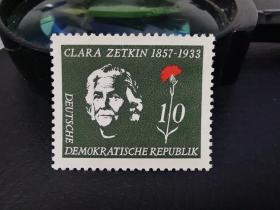 CLARA ZETKIN 1857-1933
10
DEUTSCHE
DEMOKRATISCHE REPUBLIK